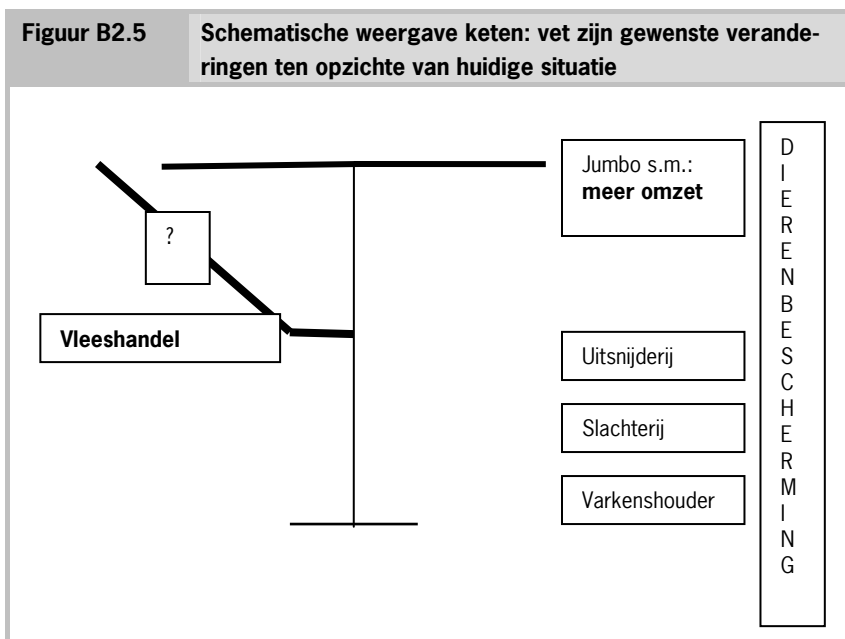 Figuur B2.5
Schematische weergave keten: vet zijn gewenste verande-
ringen ten opzichte van huidige situatie
Jumbo s.m.:
meer omzet
?
Vleeshandel
Uitsnijderij
Slachterij
Varkenshouder
D
I
E
R
E
N
B
E
S
C
H
E
R
M
I
N
G